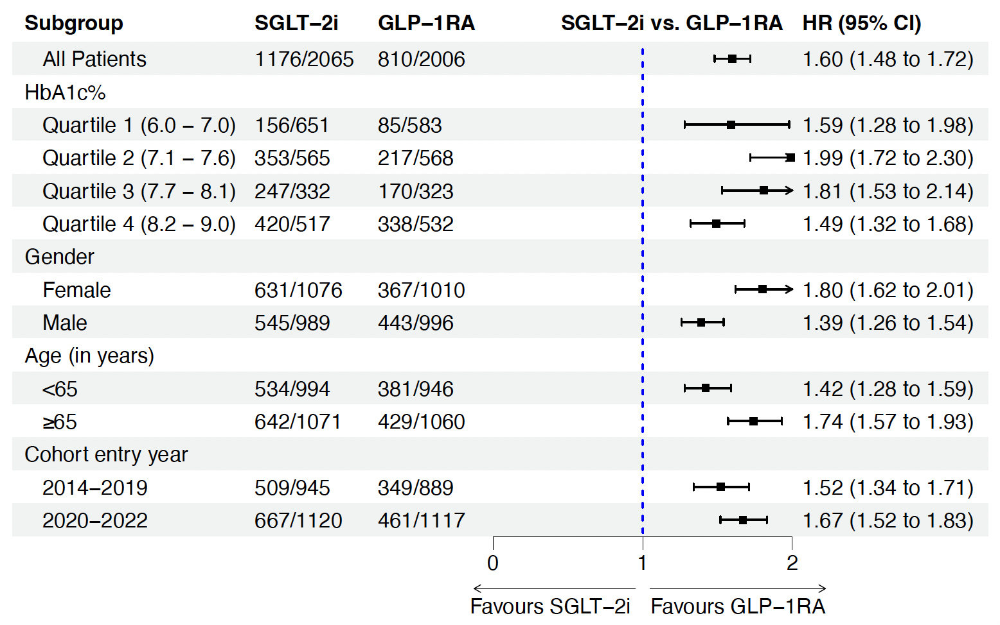 Subgroup SGLT−2i GLP−1RA SGLT−2i vs. GLP−1RA HR (95% CI)
All Patients 1176/2065 810/2006 1.60 (1.48 to 1.72)
HbA1c%
Quartile 1 (6.0 − 7.0) 156/651 85/583 1.59 (1.28 to 1.98)
Quartile 2 (7.1 − 7.6) 353/565 217/568 1.99 (1.72 to 2.30)
Quartile 3 (7.7 − 8.1) 247/332 170/323 1.81 (1.53 to 2.14)
Quartile 4 (8.2 − 9.0) 420/517 338/532 1.49 (1.32 to 1.68)
Gender
Female 631/1076 367/1010 1.80 (1.62 to 2.01)
Male 545/989 443/996 1.39 (1.26 to 1.54)
Age (in years)
<65 534/994 381/946 1.42 (1.28 to 1.59)
≥65 642/1071 429/1060 1.74 (1.57 to 1.93)
Cohort entry year
2014−2019 509/945 349/889 1.52 (1.34 to 1.71)
2020−2022 667/1120 461/1117 1.67 (1.52 to 1.83)
0 1 2
Favours SGLT−2i Favours GLP−1RA